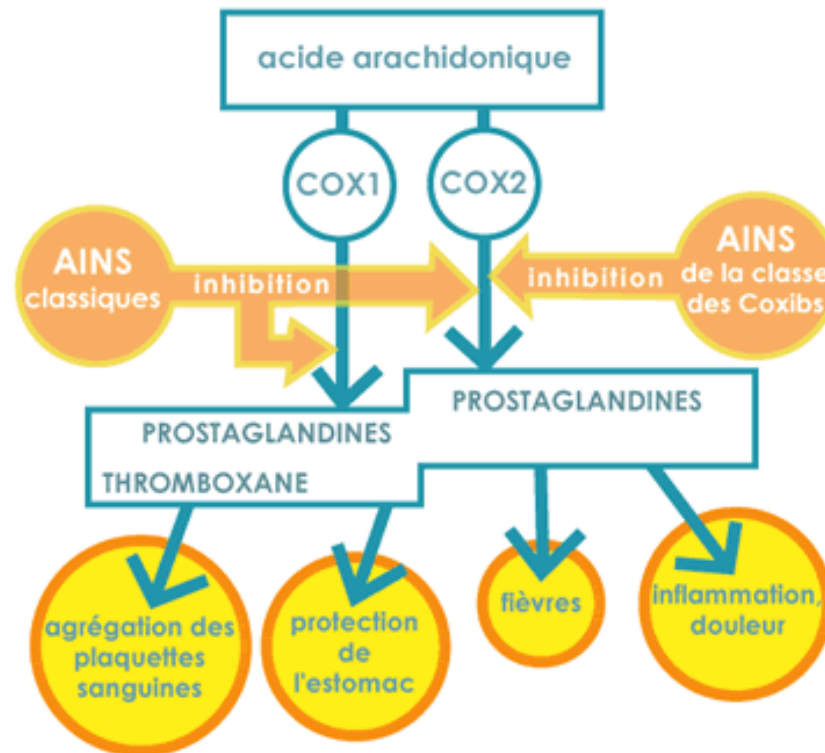 acide arachidonique
COX1
COX2
AINS
classiques
inhibition
inhibition
AINS
de la classe
des Coxibs
PROSTAGLANDINES
PROSTAGLANDINES
THROMBOXANE
agrégation des
plaquettes
sanguines
protection
de
l'estomac
fièvres
inflammation,
douleur